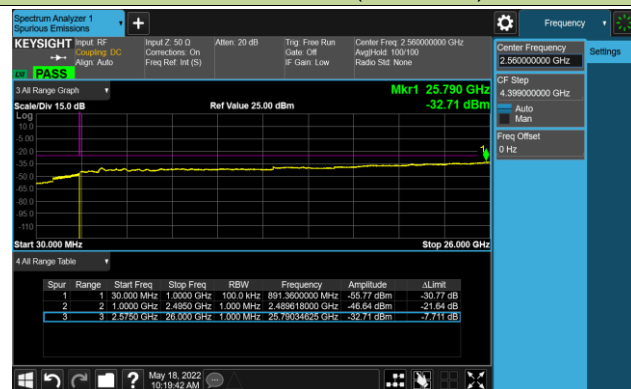 Spectrum Analyzer 1
Spurious Emissions
Frequency
KEYSIGHT
Input: RF
Coupling: DC
Align: Auto
Input Z: 50 Ω
Corrections: On
Freq Ref: Int (S)
Atten: 20 dB
Trig: Free Run
Gate: Off
IF Gain: Low
Center Freq: 2.560000000 GHz
Avg|Hold: 100/100
Radio Std: None
PASS
Center Frequency
2.560000000 GHz
Settings
CF Step
4.399000000 GHz
Auto
Man
Freq Offset
0 Hz
3 All Range Graph
Mkr1 25.790 GHz
Scale/Div 15.0 dB
Ref Value 25.00 dBm
-32.71 dBm
Log
10.0
-5.00
-20.0
-35.0
-50.0
-65.0
-80.0
-95.0
-110
1
Start 30.000 MHz
Stop 26.000 GHz
4 All Range Table
Spur Range Start Freq Stop Freq RBW Frequency Amplitude ΔLimit
1 1 30.000 MHz 1.0000 GHz 100.0 kHz 891.3600000 MHz -55.77 dBm -30.77 dB
2 2 1.0000 GHz 2.4950 GHz 1.000 MHz 2.489618000 GHz -46.64 dBm -21.64 dB
3 3 2.5750 GHz 26.000 GHz 1.000 MHz 25.79034625 GHz -32.71 dBm -7.711 dB
?
May 18, 2022
10:19:42 AM